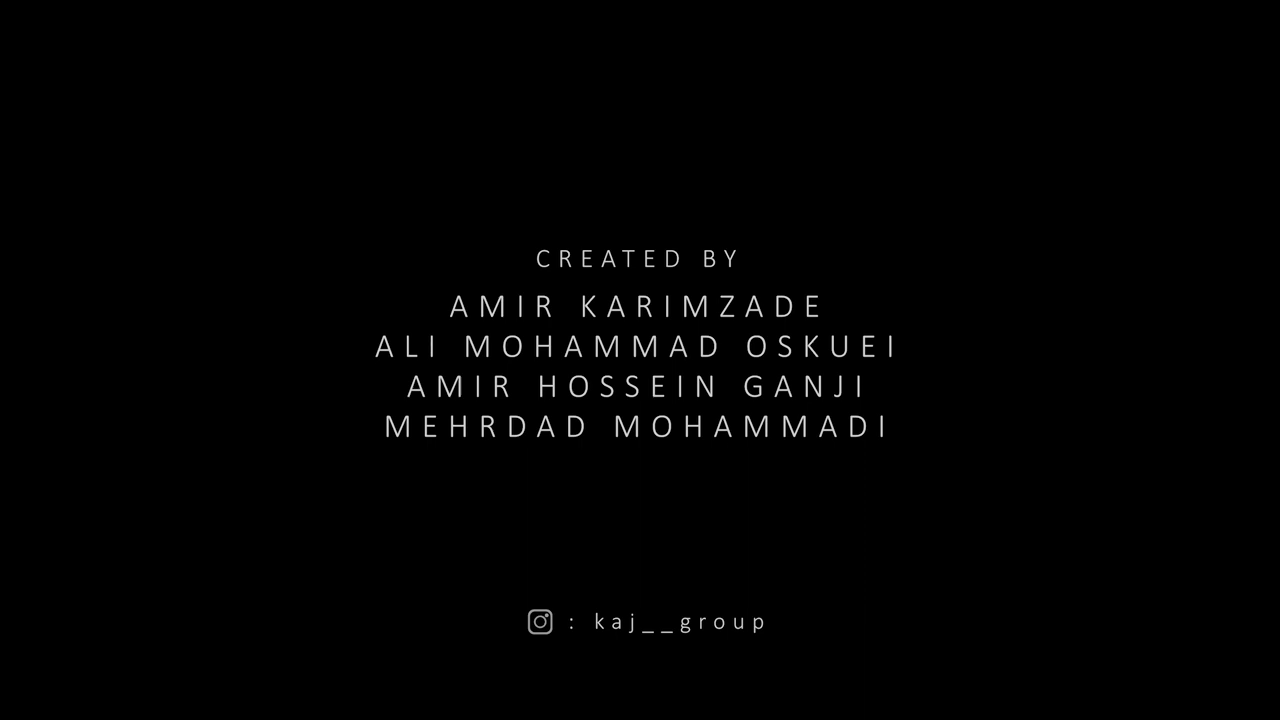 CREATED BY
AMIR KARIMZADE
ALI MOHAMMAD OSKUEI
AMIR HOSSEIN GANJI
MEHRDAD MOHAMMADI
: kaj__group